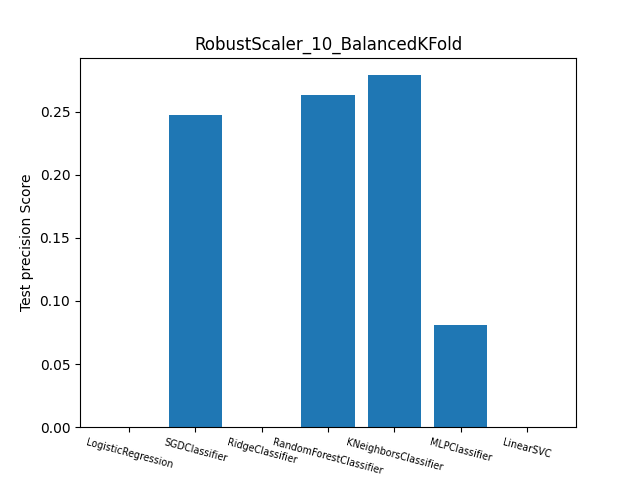 RobustScaler_10_BalancedKFold
Test precision Score
0.25
0.20
0.15
0.10
0.05
0.00
LogisticRegression
SGDClassifier
RidgeClassifier
RandomForestClassifier
KNeighborsClassifier
MLPClassifier
LinearSVC